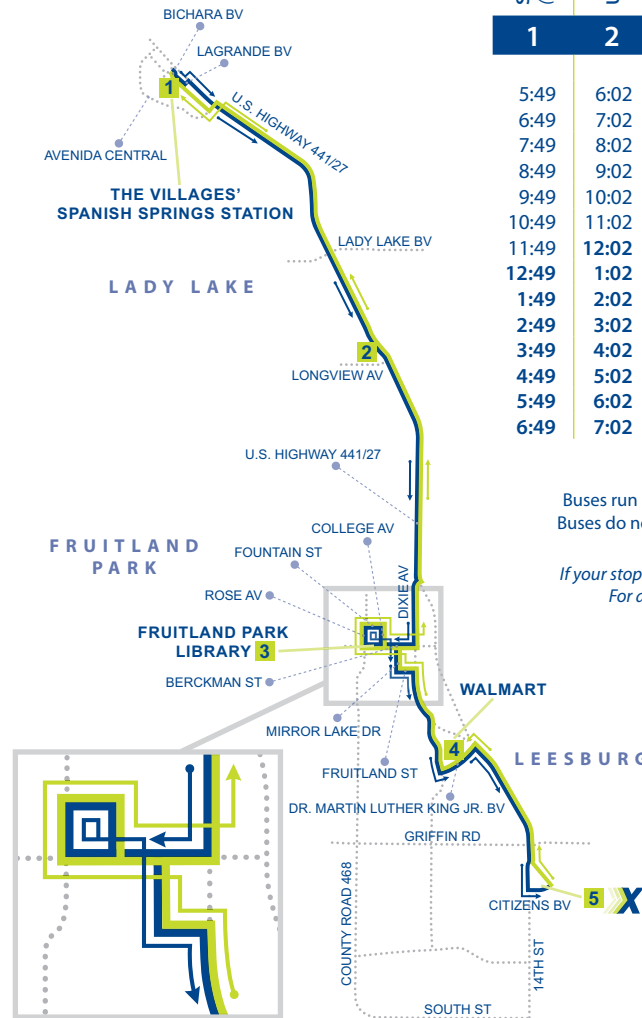 BICHARA BV
LAGRANDE BV
1
U.S. HIGHWAY 441/27
AVENIDA CENTRAL
THE VILLAGES'
SPANISH SPRINGS STATION
LADY LAKE BV
LADY LAKE
2
LONGVIEW AV
U.S. HIGHWAY 441/27
COLLEGE AV
FRUITLAND
PARK
FOUNTAIN ST
DIXIE AV
ROSE AV
FRUITLAND PARK
LIBRARY 3
BERCKMAN ST
WALMART
MIRROR LAKE DR
4
LEESBURG
FRUITLAND ST
DR. MARTIN LUTHER KING JR. BV
GRIFFIN RD
COUNTY ROAD 468
CITIZENS BV
5 X
14TH ST
SOUTH ST
1 2
5:49 6:02
6:49 7:02
7:49 8:02
8:49 9:02
9:49 10:02
10:49 11:02
11:49 12:02
12:49 1:02
1:49 2:02
2:49 3:02
3:49 4:02
4:49 5:02
5:49 6:02
6:49 7:02
Buses run
Buses do
If your stop
For